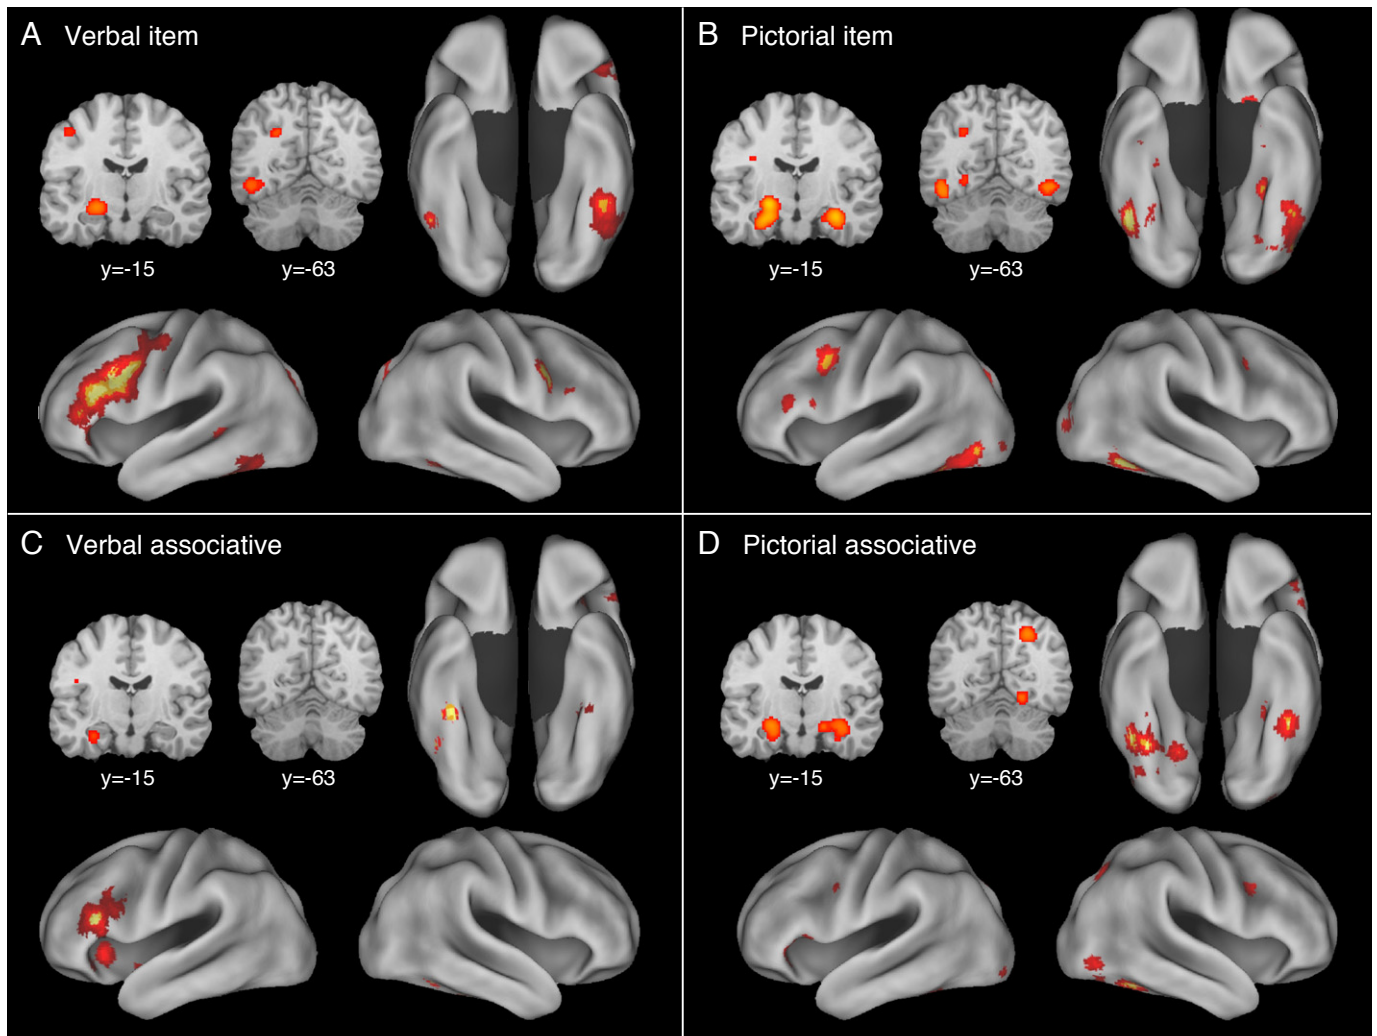 A Verbal item
y=-15
y=-63
B Pictorial item
y=-15
y=-63
C Verbal associative
y=-15
y=-63
D Pictorial associative
y=-15
y=-63